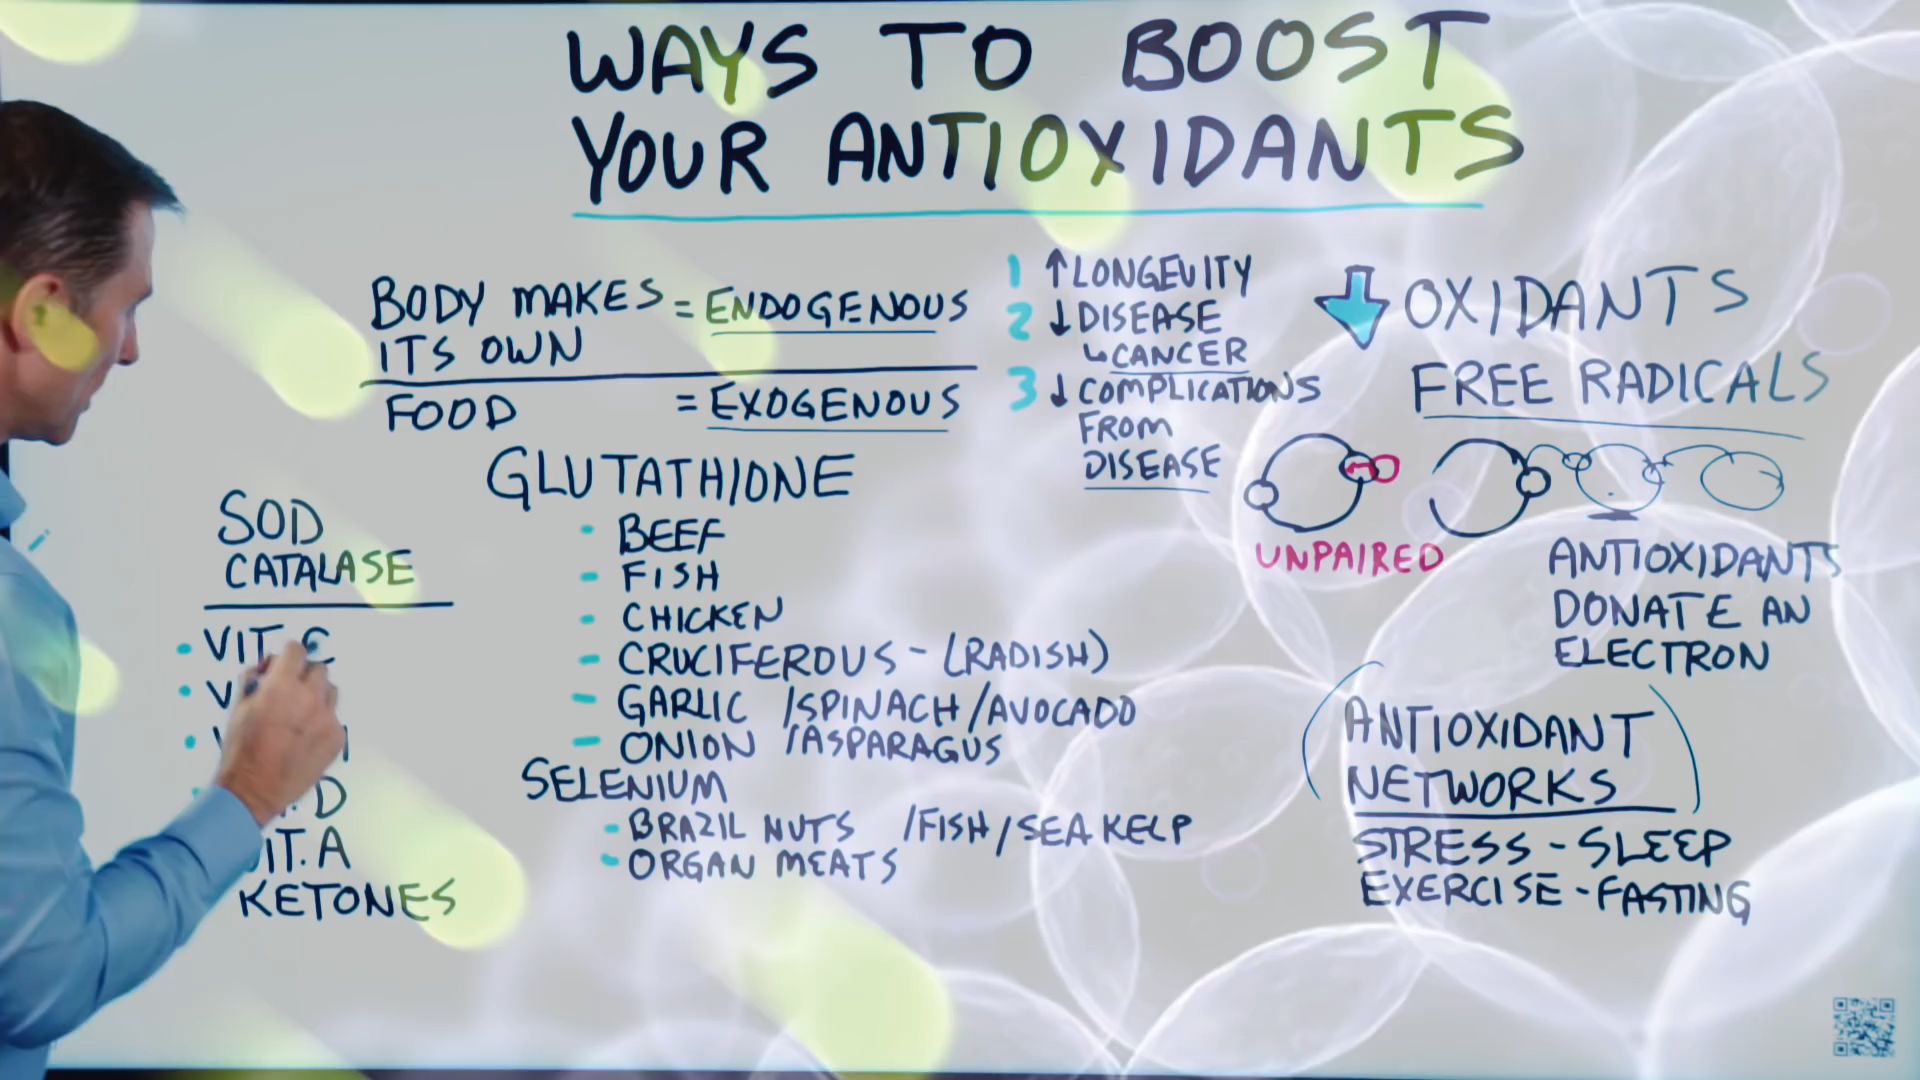 WAYS TO BOOST
YOUR ANTIOXIDANTS
BODY MAKES = ENDOGENOUS
ITS OWN
FOOD = EXOGENOUS
1 ↑ LONGEVITY
2 ↓ DISEASE
↳ CANCER
3 ↓ COMPLICATIONS
FROM
DISEASE
↓ OXIDANTS
FREE RADICALS
UNPAIRED
ANTIOXIDANTS
DONATE AN
ELECTRON
SOD
CATALASE
• VIT.
D
IT. A
KETONES
GLUTATHIONE
- BEEF
- FISH
- CHICKEN
- CRUCIFEROUS - (RADISH)
- GARLIC /SPINACH/AVOCADO
- ONION /ASPARAGUS
SELENIUM
- BRAZIL NUTS /FISH/SEA KELP
- ORGAN MEATS
(ANTIOXIDANT
NETWORKS)
STRESS - SLEEP
EXERCISE - FASTING